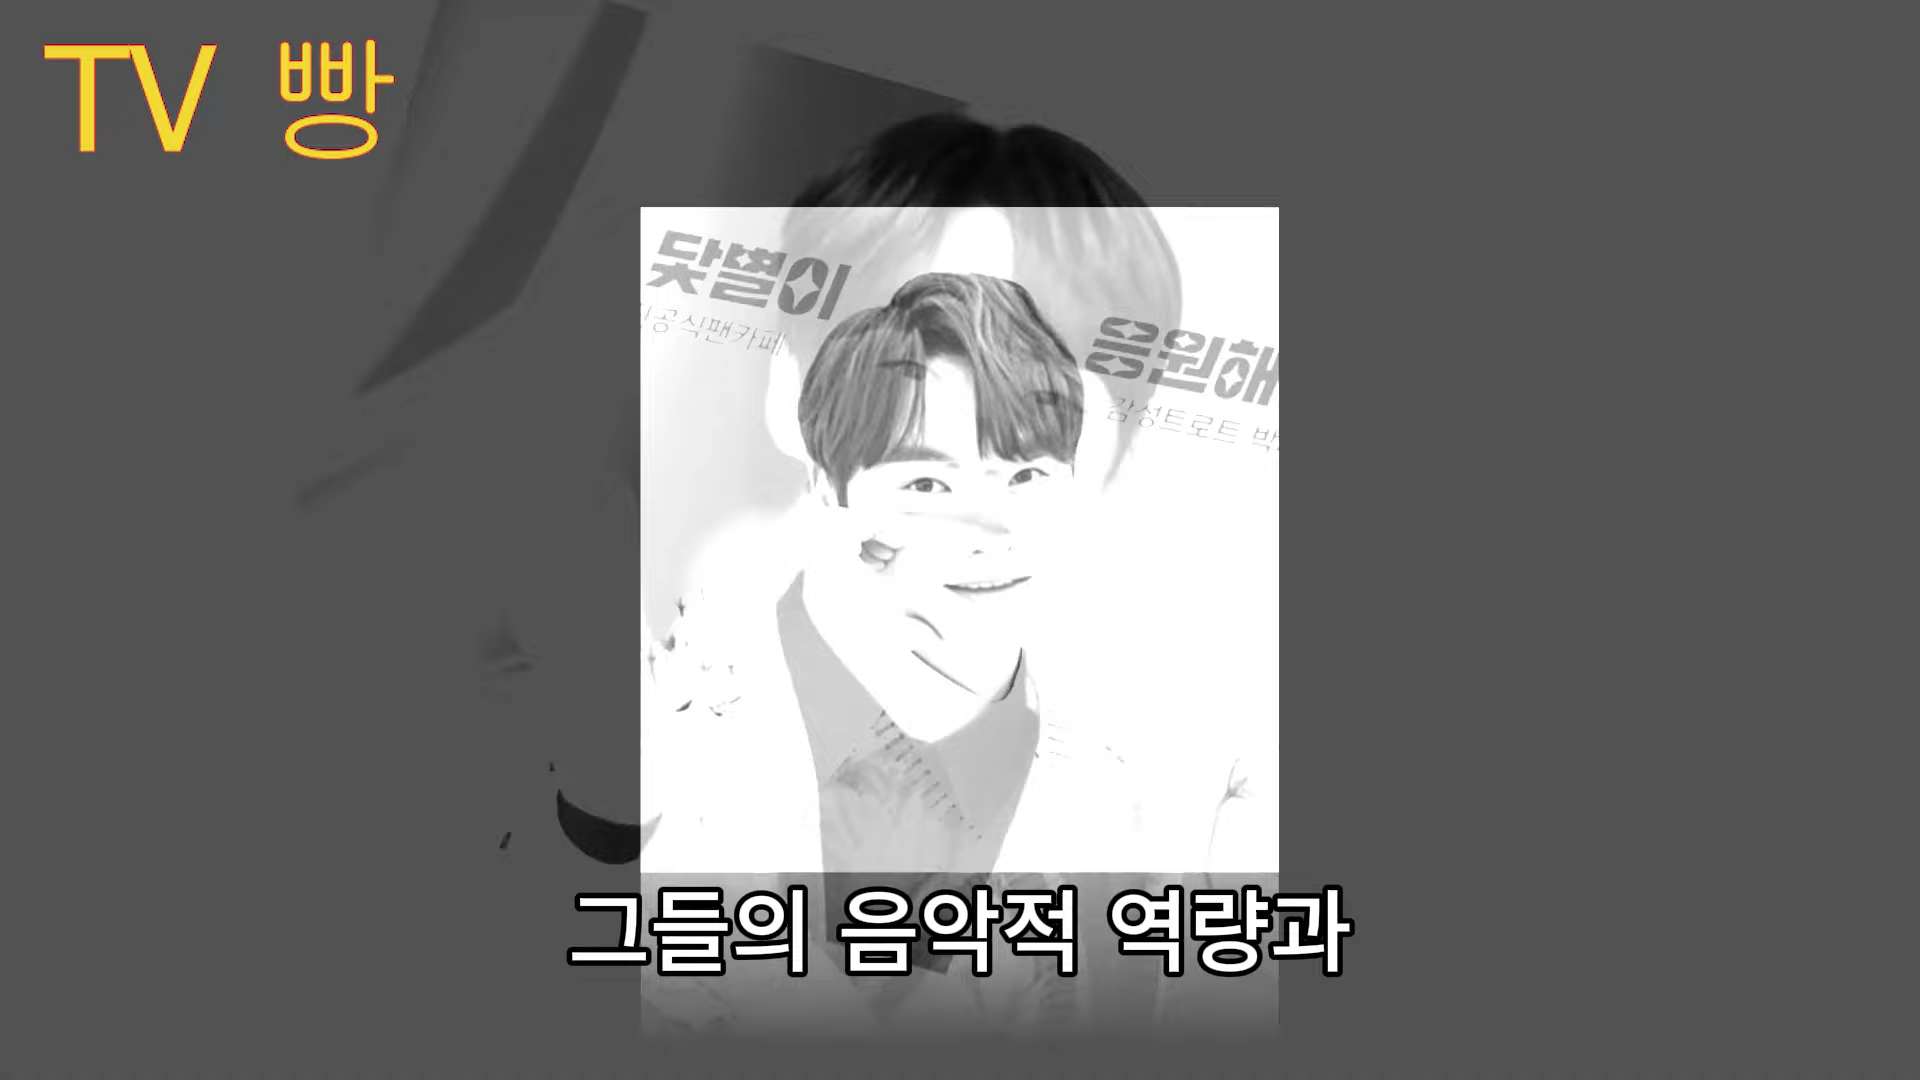 TV 빵
닻별이
공식팬카페
응원해
감성트로트 박
그들의 음악적 역량과